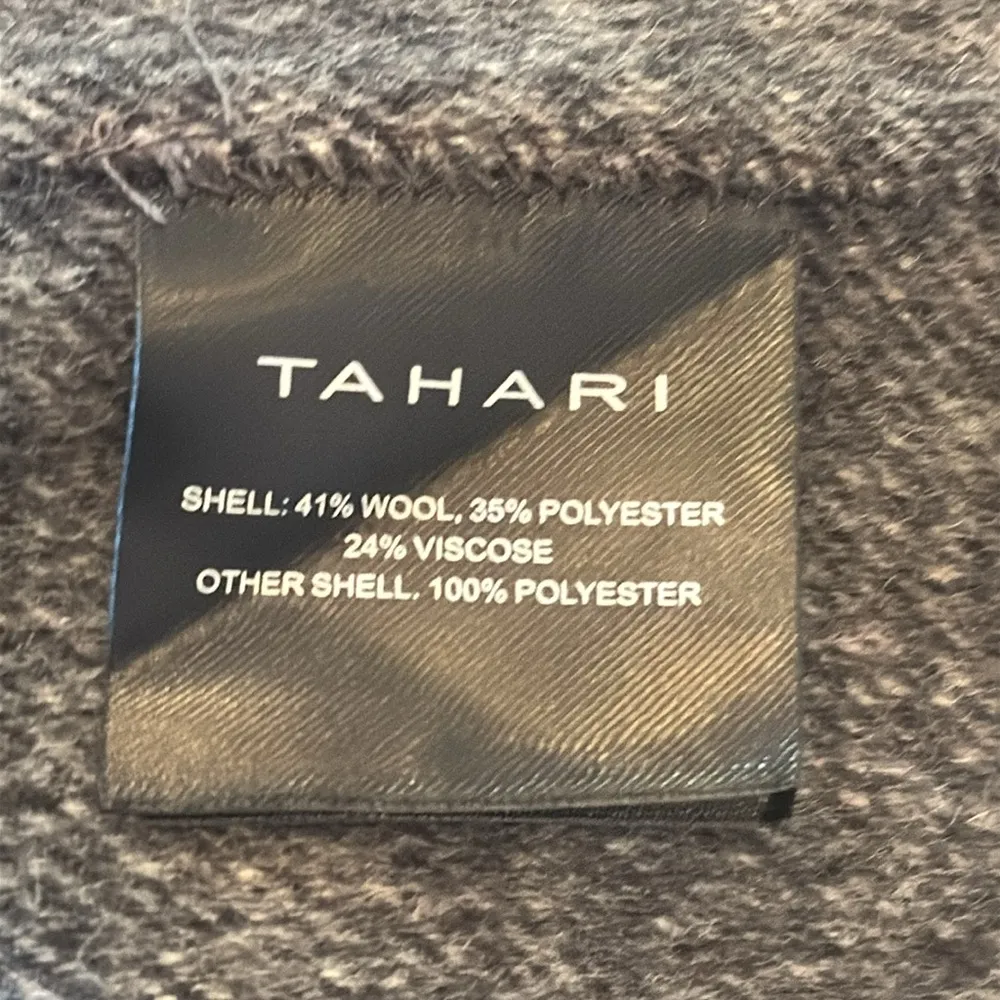 TAHARI
SHELL: 41% WOOL, 35% POLYESTER
24% VISCOSE
OTHER SHELL. 100% POLYESTER